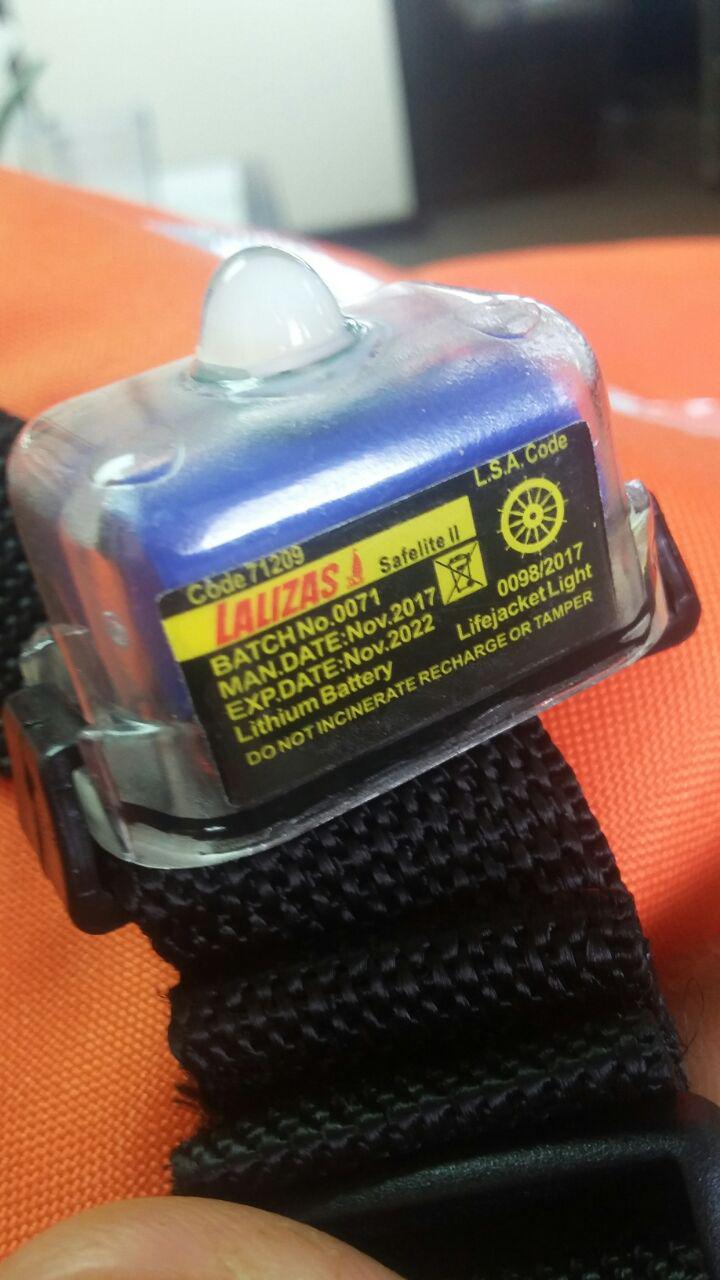 Code 71209
L.S.A. Code
LALIZAS Safelite II
BATCH No.0071
MAN.DATE:Nov.2017
0098/2017
EXP.DATE:Nov.2022
Lifejacket Light
Lithium Battery
DO NOT INCINERATE RECHARGE OR TAMPER